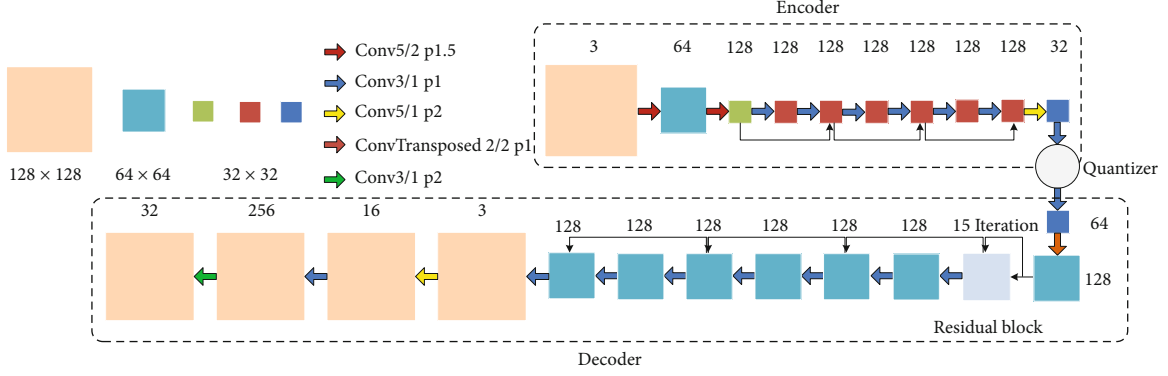 Encoder
3 64 128 128 128 128 128 128 128 32
Conv5/2 p1.5
Conv3/1 p1
Conv5/1 p2
ConvTransposed 2/2 p1
Conv3/1 p2
128 × 128 64 × 64 32 × 32
Quantizer
32 256 16 3 128 128 128 128 128 128 15 Iteration 64
128
Residual block
Decoder